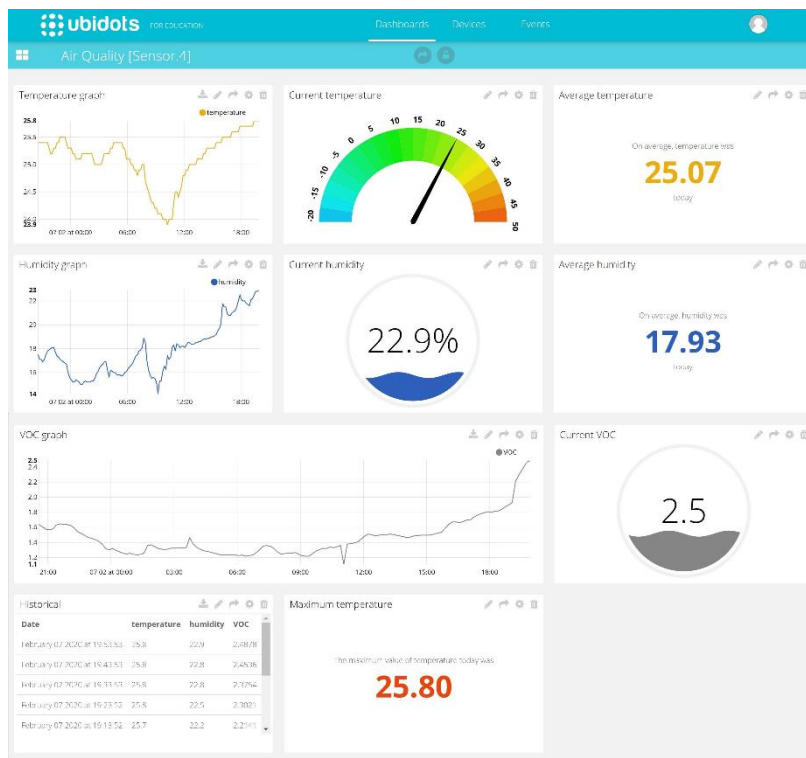 ubidots FOR EDUCATION
Dashboards Devices Events
Air Quality [Sensor.4]
Temperature graph
temperature
25.8
25.5
25.0
24.5
24.0
23.9
07 02 at 00:00 06:00 12:00 18:00
Current temperature
-20 -15 -10 -5 0 5 10 15 20 25 30 35 40 45 50
Average temperature
On average, temperature was
25.07
today
Humidity graph
humidity
23
22
20
18
16
14
07 02 at 00:00 06:00 12:00 18:00
Current humidity
22.9%
Average humidity
On average, humidity was
17.93
today
VOC graph
VOC
2.5
2.4
2.2
2.0
1.8
1.6
1.4
1.2
1.1
21:00 07 02 at 00:00 03:00 06:00 09:00 12:00 15:00 18:00
Current VOC
2.5
Historical
Date temperature humidity VOC
February 07 2020 at 19:53:53 25.8 22.9 2.4878
February 07 2020 at 19:43:53 25.8 22.8 2.4536
February 07 2020 at 19:33:53 25.8 22.8 2.3754
February 07 2020 at 19:23:52 25.8 22.5 2.3021
February 07 2020 at 19:13:52 25.7 22.2
Maximum temperature
The maximum value of temperature today was
25.80